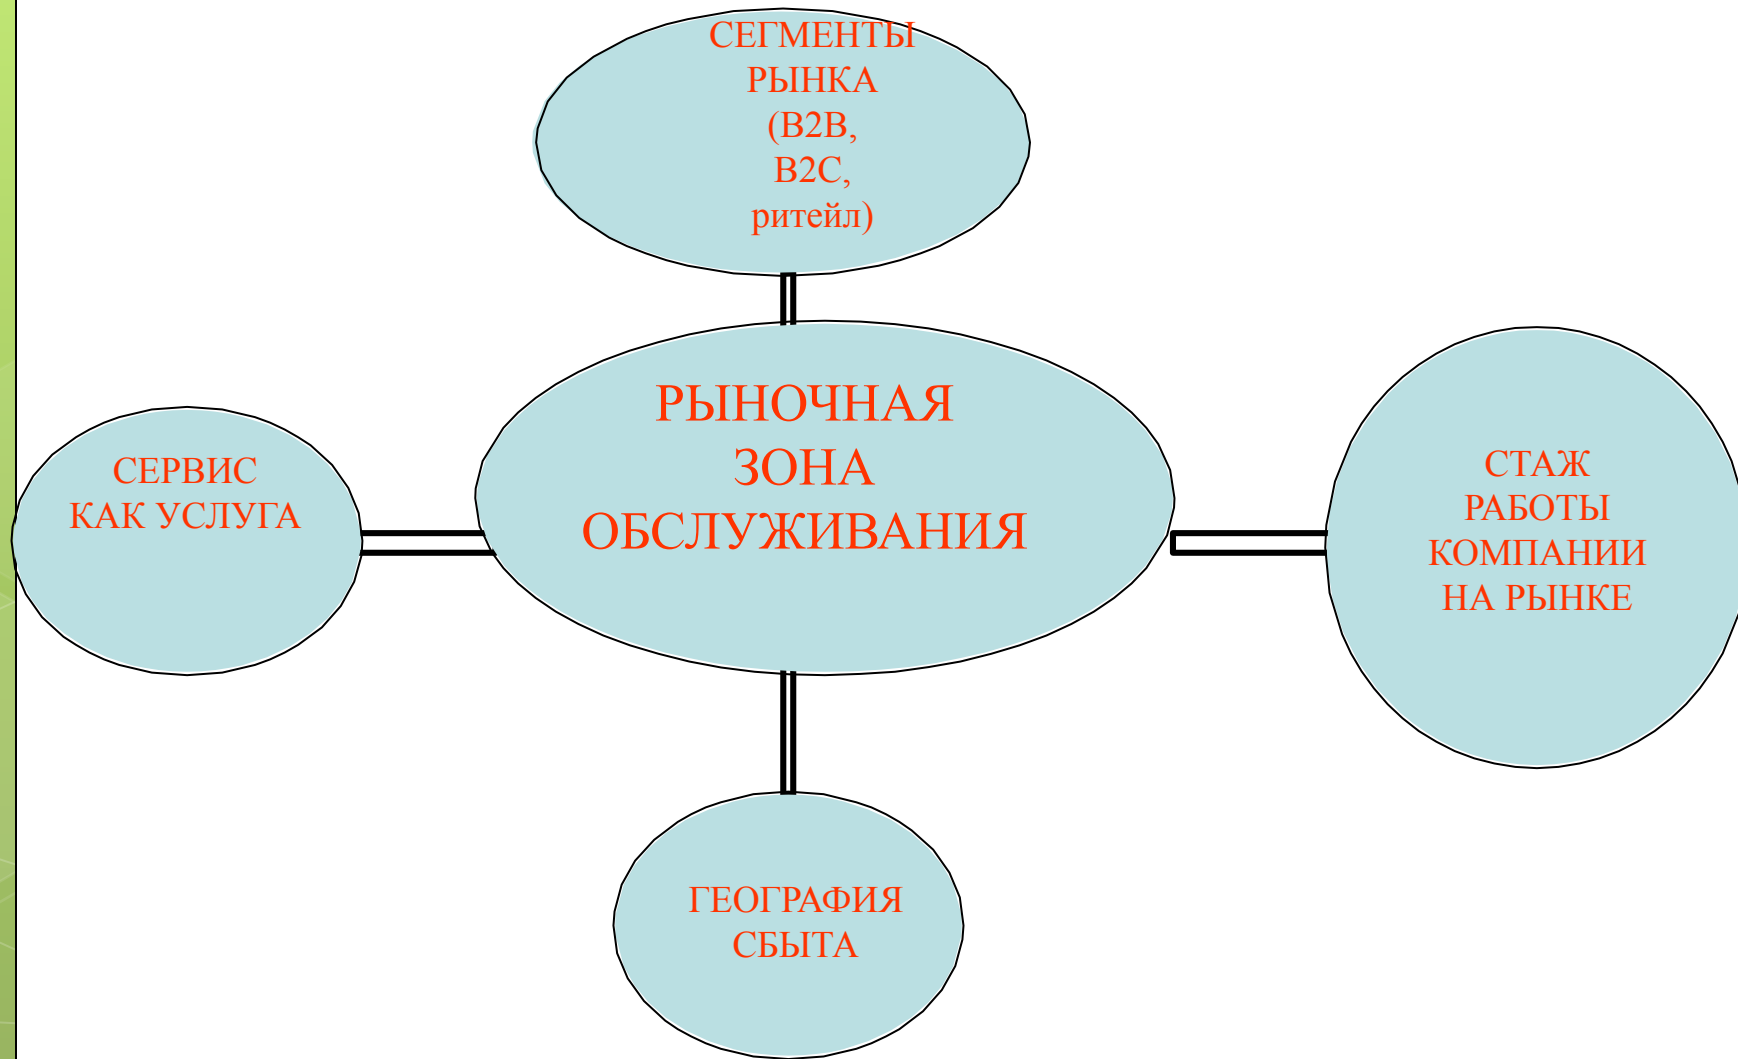 СЕГМЕНТЫ
РЫНКА
(B2B,
B2C,
ритейл)
РЫНОЧНАЯ
ЗОНА
ОБСЛУЖИВАНИЯ
СЕРВИС
КАК УСЛУГА
СТАЖ
РАБОТЫ
КОМПАНИИ
НА РЫНКЕ
ГЕОГРАФИЯ
СБЫТА